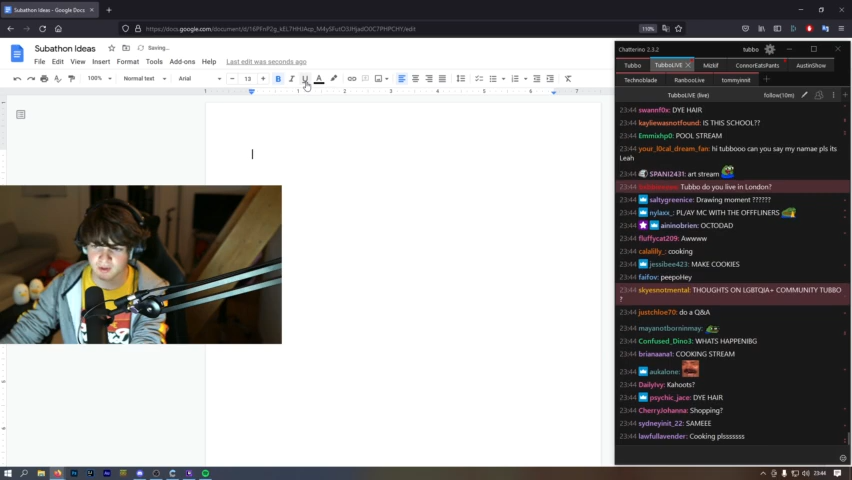 Subathon Ideas - Google Docs
https://docs.google.com/document/d/
110%
Subathon Ideas
Saving...
File Edit View Insert Format Tools Add-ons Help
Last edit was seconds ago
100% Normal text Arial 13 B I U A
Chatterino 2.3.2
tubbo
Tubbo TubboLIVE Mizkif ConnorEatsPants AustinShow
Technoblade RanbooLive tommyinnit
TubboLIVE (live)
follow(10m)
23:44 swannf0x: DYE HAIR
23:44 kayliewasnotfound: IS THIS SCHOOL??
23:44 Emmixhp0: POOL STREAM
23:44 your_l0cal_dream_fan: hi tubbooo can you say my namae pls its
Leah
23:44 SPANI2431: art stream
23:44 Tubbo do you live in London?
23:44 saltygreenice: Drawing moment ??????
23:44 nylaxx_: PL/AY MC WITH THE OFFFLINERS
23:44 aininobrien: OCTODAD
23:44 fluffycat209: Awwww
23:44 calalilly_: cooking
23:44 jessibee423: MAKE COOKIES
23:44 faifov: peepoHey
23:44 skyesnotmental: THOUGHTS ON LGBTQIA+ COMMUNITY TUBBO
?
23:44 justchloe70: do a Q&A
23:44 mayanotborninmay:
23:44 Confused_Dino3: WHATS HAPPENIBG
23:44 brianaana1: COOKING STREAM
23:44 aukalone:
23:44 DailyIvy: Kahoots?
23:44 psychic_jace: DYE HAIR
23:44 CherryJohanna: Shopping?
23:44 sydneyinit_22: SAMEEE
23:44 lawfullavender: Cooking plsssssss
23:44